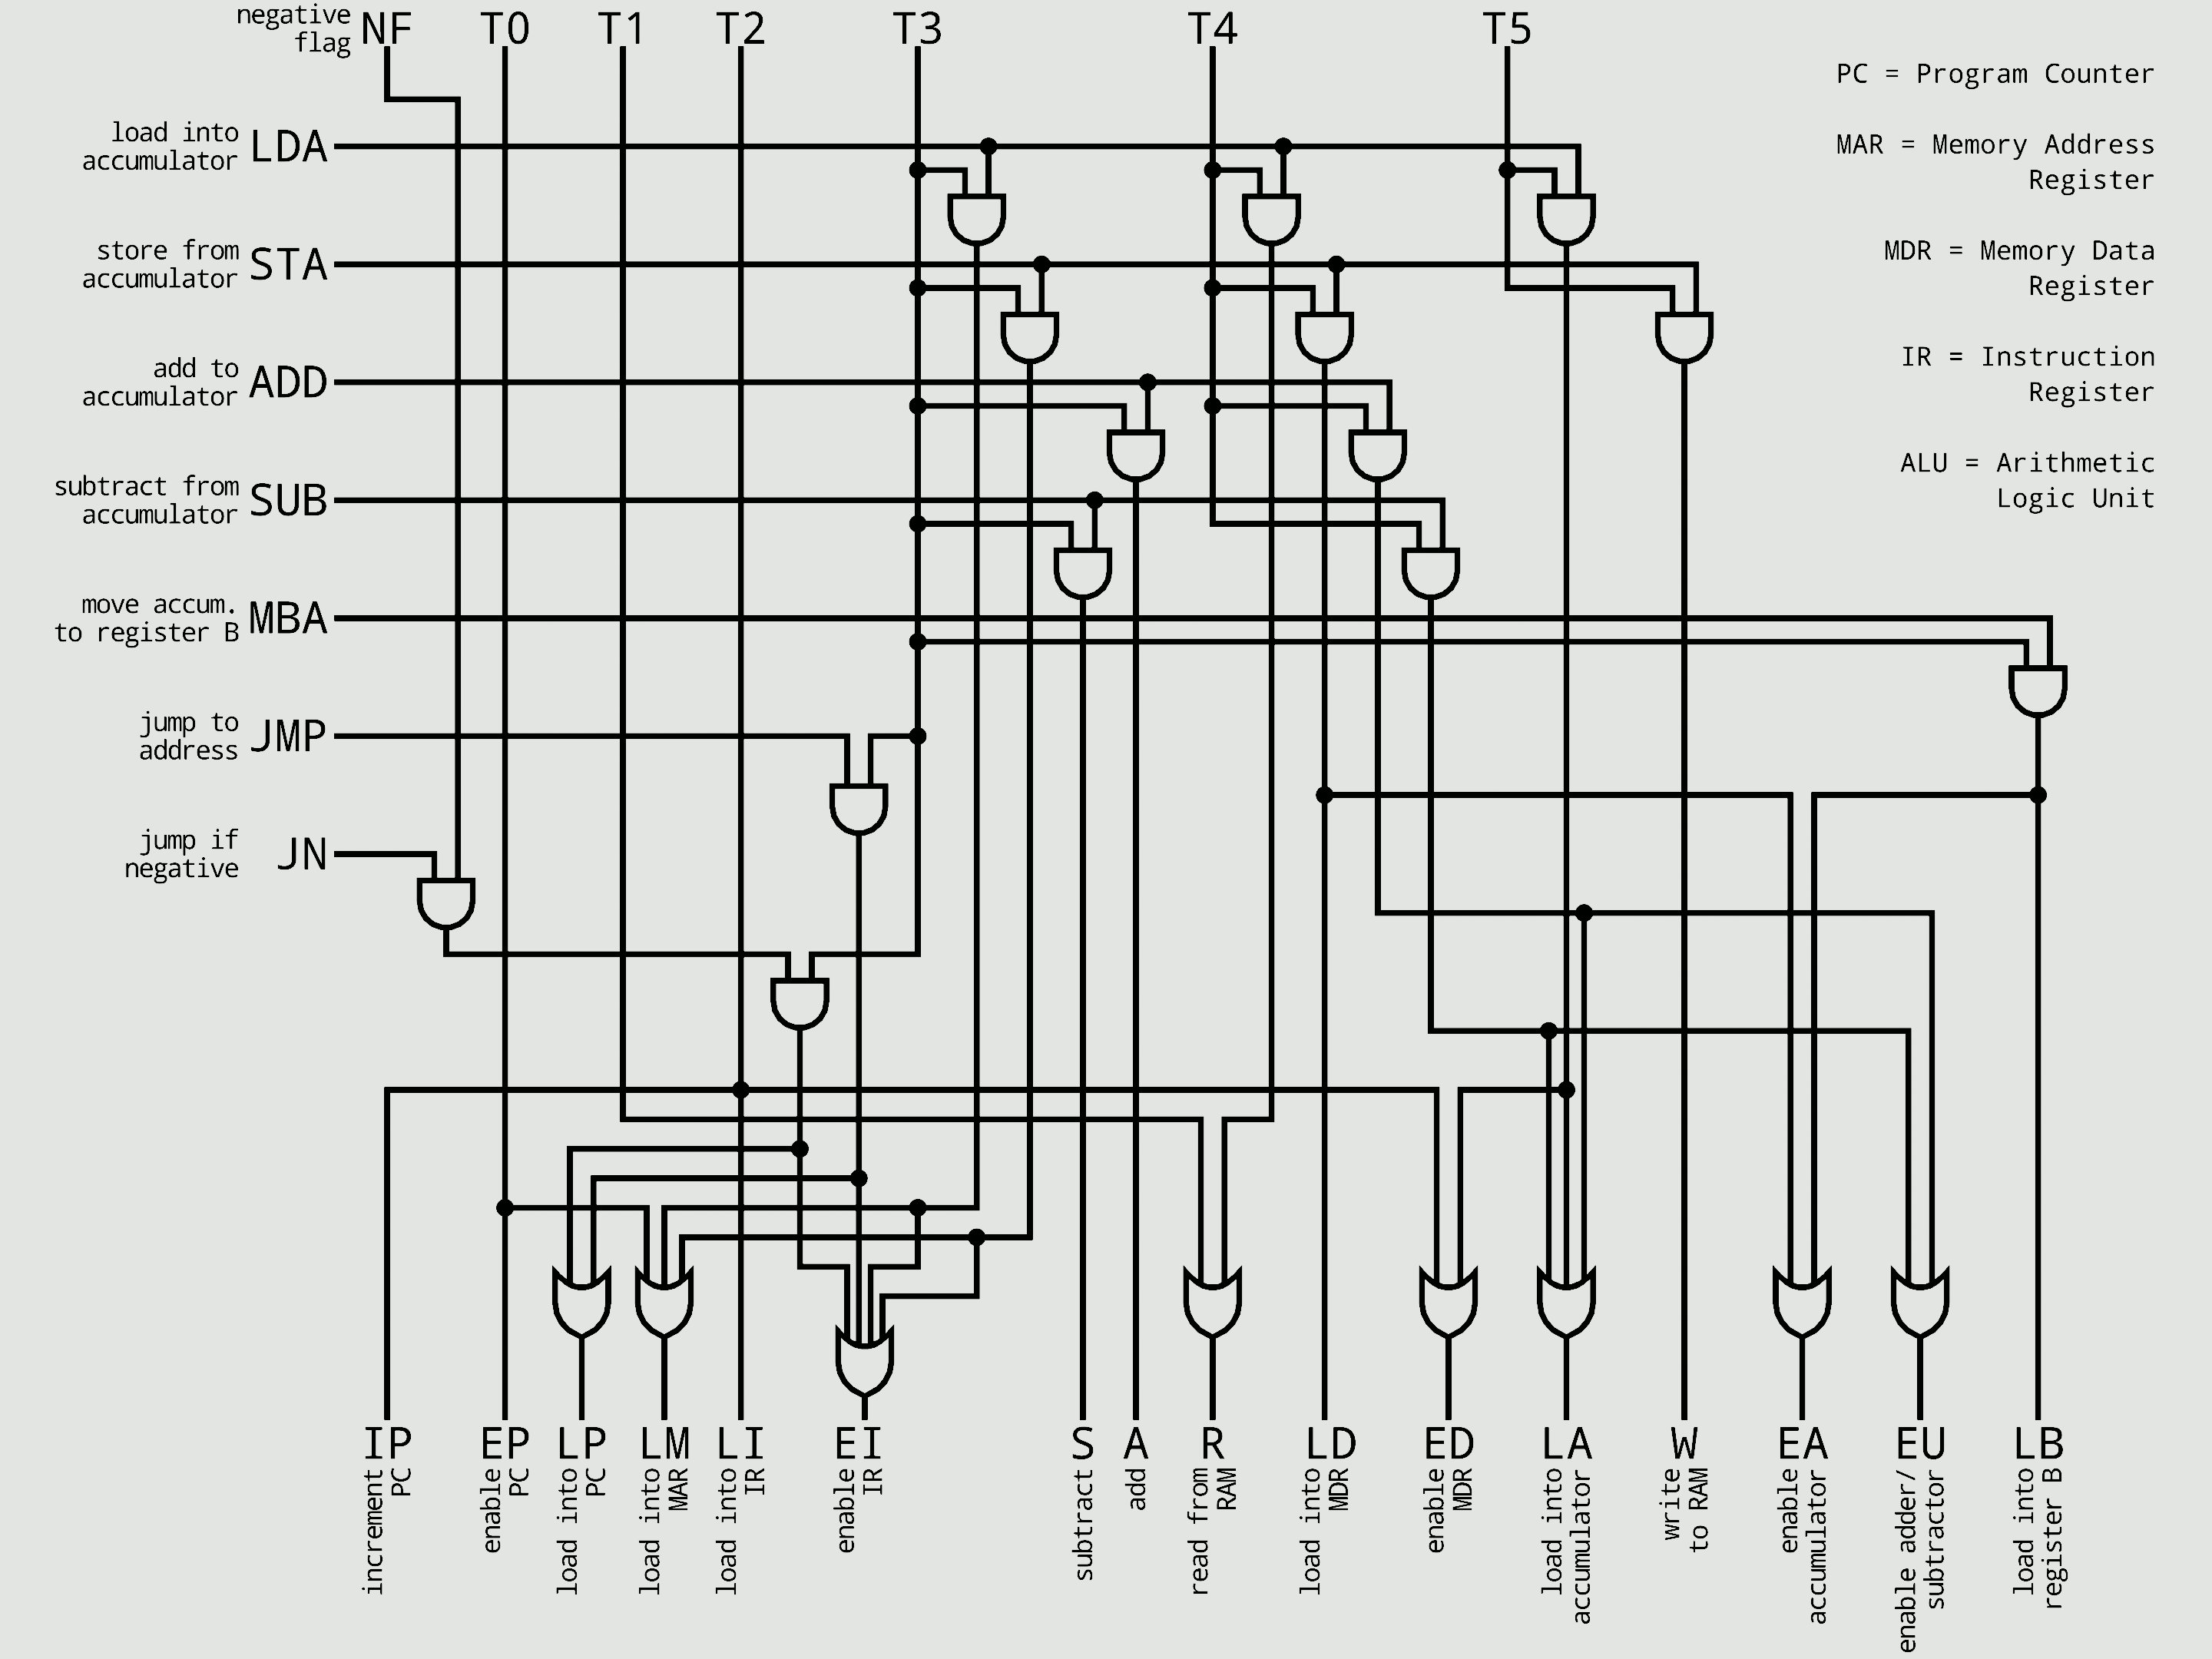 negative
flag
NF T0 T1 T2 T3 T4 T5
PC = Program Counter
MAR = Memory Address
Register
MDR = Memory Data
Register
IR = Instruction
Register
ALU = Arithmetic
Logic Unit
load into
accumulator
LDA
store from
accumulator
STA
add to
accumulator
ADD
subtract from
accumulator
SUB
move accum.
to register B
MBA
jump to
address
JMP
jump if
negative
JN
IP
increment
PC
EP
enable
PC
LP
load into
PC
LM
load into
MAR
LI
load into
IR
EI
enable
IR
S
subtract
A
add
R
read from
RAM
LD
load into
MDR
ED
enable
MDR
LA
load into
accumulator
W
write
to RAM
EA
enable
accumulator
EU
enable adder/
subtractor
LB
load into
register B